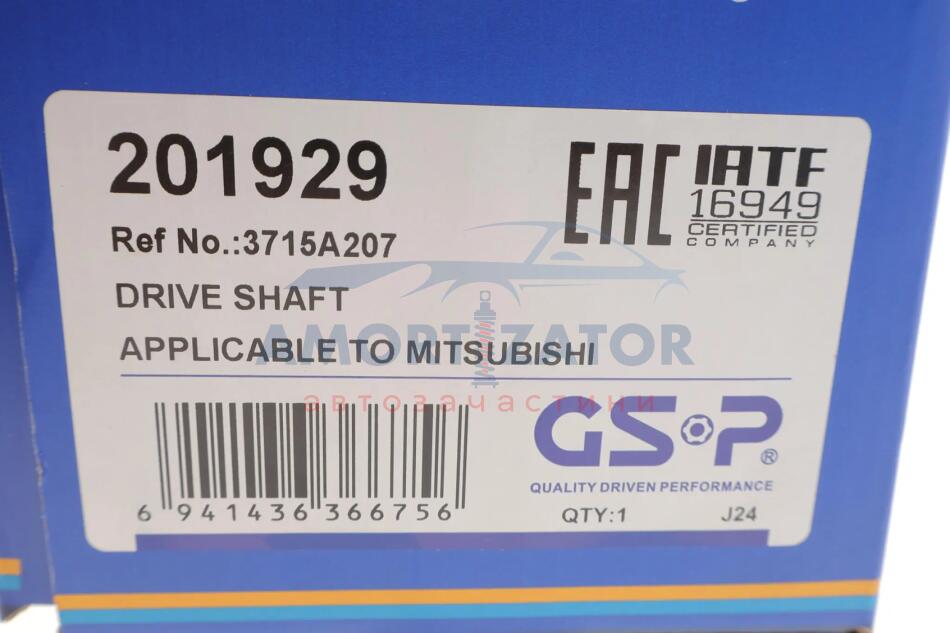 201929
EAC
IATF
16949
CERTIFIED
COMPANY
Ref No.:3715A207
DRIVE SHAFT
APPLICABLE TO MITSUBISHI
AMORTIZATOR
автозачастини
6 941436 366756
GSP®
QUALITY DRIVEN PERFORMANCE
QTY:1
J24